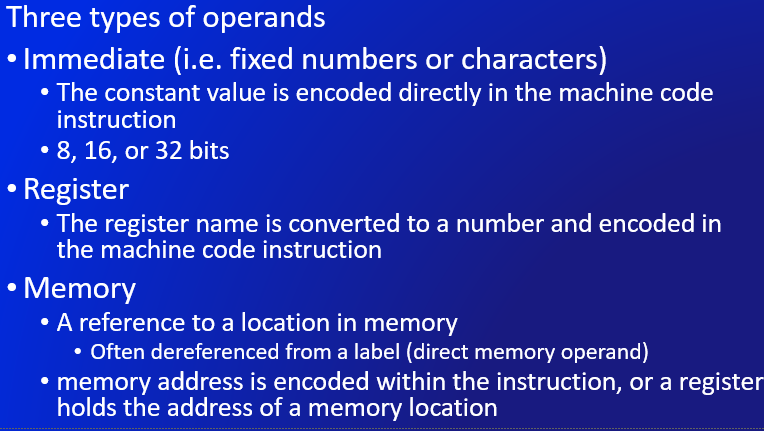 Three types of operands
• Immediate (i.e. fixed numbers or characters)
• The constant value is encoded directly in the machine code
instruction
• 8, 16, or 32 bits
• Register
• The register name is converted to a number and encoded in
the machine code instruction
• Memory
• A reference to a location in memory
• Often dereferenced from a label (direct memory operand)
• memory address is encoded within the instruction, or a register
holds the address of a memory location